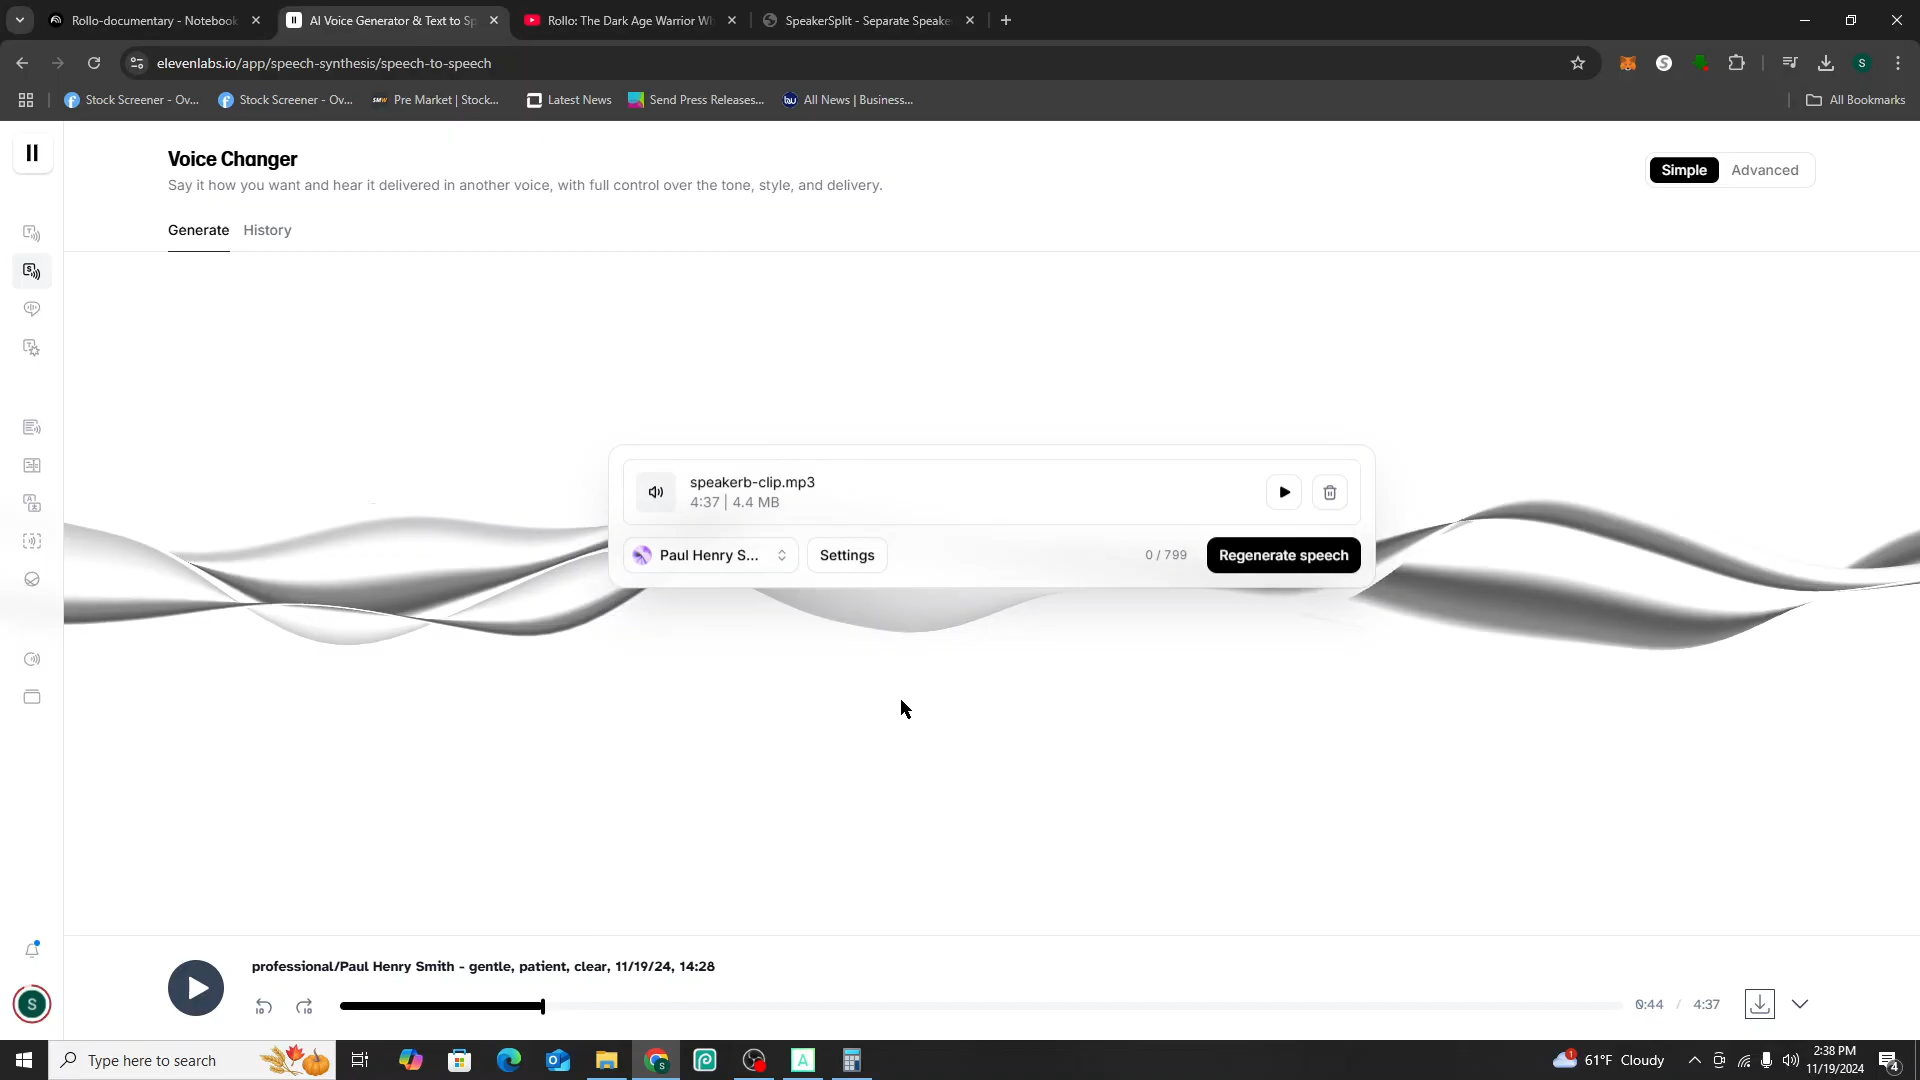 Rollo-documentary - Notebook
AI Voice Generator & Text to Sp
Rollo: The Dark Age Warrior Wh
SpeakerSplit - Separate Speake
elevenlabs.io/app/speech-synthesis/speech-to-speech
S
Stock Screener - Ov...
Stock Screener - Ov...
SMW
Pre Market | Stock...
Latest News
Send Press Releases...
All News | Business...
All Bookmarks
Voice Changer
Say it how you want and hear it delivered in another voice, with full control over the tone, style, and delivery.
Simple
Advanced
Generate
History
speakerb-clip.mp3
4:37 | 4.4 MB
Paul Henry S...
Settings
0 / 799
Regenerate speech
professional/Paul Henry Smith - gentle, patient, clear, 11/19/24, 14:28
10
10
0:44 / 4:37
S
Type here to search
1
61°F Cloudy
2:38 PM
11/19/2024
4